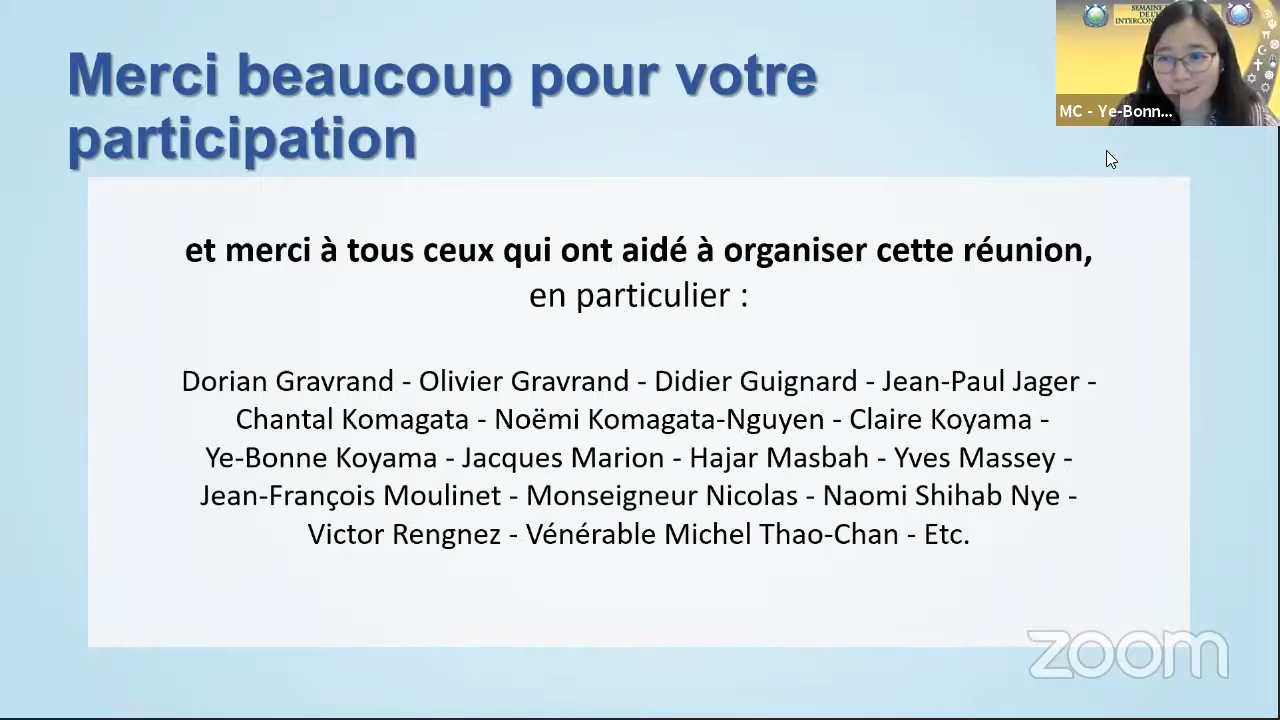 Merci beaucoup pour votre
participation
et merci à tous ceux qui ont aidé à organiser cette réunion,
en particulier :
Dorian Gravrand - Olivier Gravrand - Didier Guignard - Jean-Paul Jager -
Chantal Komagata - Noëmi Komagata-Nguyen - Claire Koyama -
Ye-Bonne Koyama - Jacques Marion - Hajar Masbah - Yves Massey -
Jean-François Moulinet - Monseigneur Nicolas - Naomi Shihab Nye -
Victor Rengnez - Vénérable Michel Thao-Chan - Etc.
SEMAINE
DE L'
INTERCON
MC - Ye-Bonn...
zoom